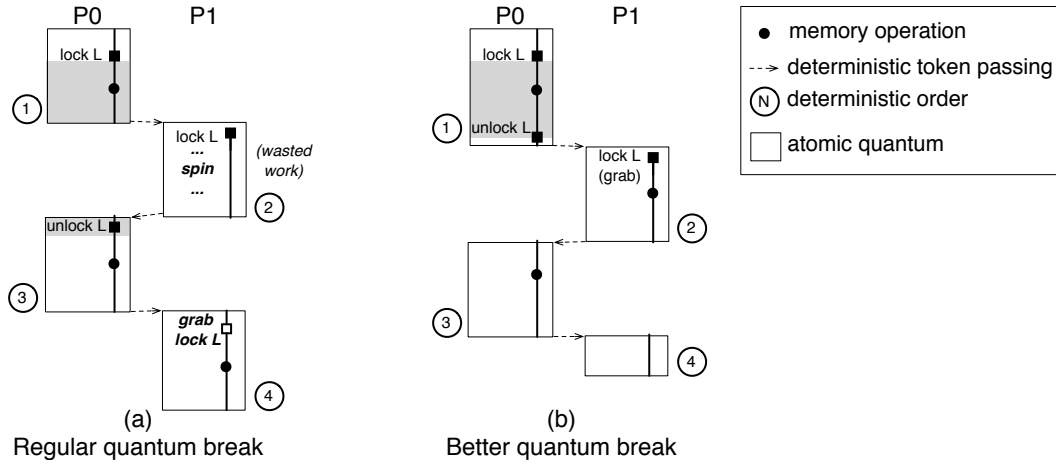 P0 P1
lock L
1
lock L
...
spin
...
(wasted
work)
2
unlock L
3
grab
lock L
4
(a)
Regular quantum break
P0 P1
lock L
unlock L
1
lock L
(grab)
2
3
4
(b)
Better quantum break
memory operation
deterministic token passing
N deterministic order
atomic quantum